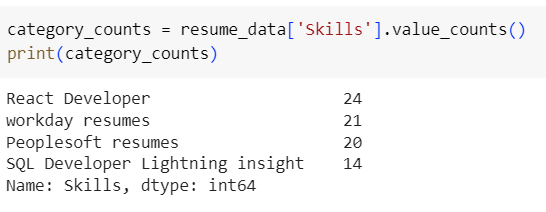 category_counts = resume_data['Skills'].value_counts()
print(category_counts)
React Developer 24
workday resumes 21
Peoplesoft resumes 20
SQL Developer Lightning insight 14
Name: Skills, dtype: int64